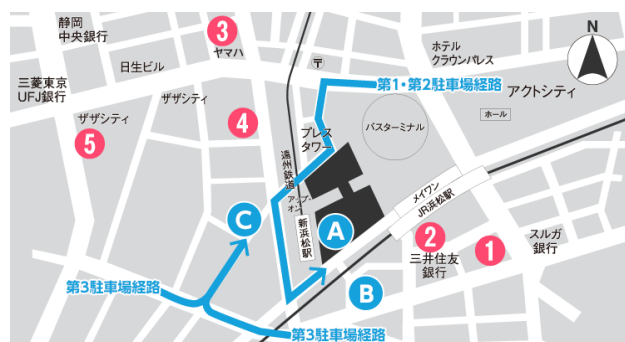 静岡
中央銀行
3
ヤマハ
N
日生ビル
〒
ホテル
クラウンパレス
三菱東京
UFJ銀行
ザザシティ
第1・第2駐車場経路
アクトシティ
ザザシティ
4
ホール
5
プレス
タワー
バスターミナル
遠州鉄道
メイワン
JR浜松駅
アップ・
オン
C
新浜松駅
A
2
1
スルガ
銀行
三井住友
銀行
第3駐車場経路
B
第3駐車場経路